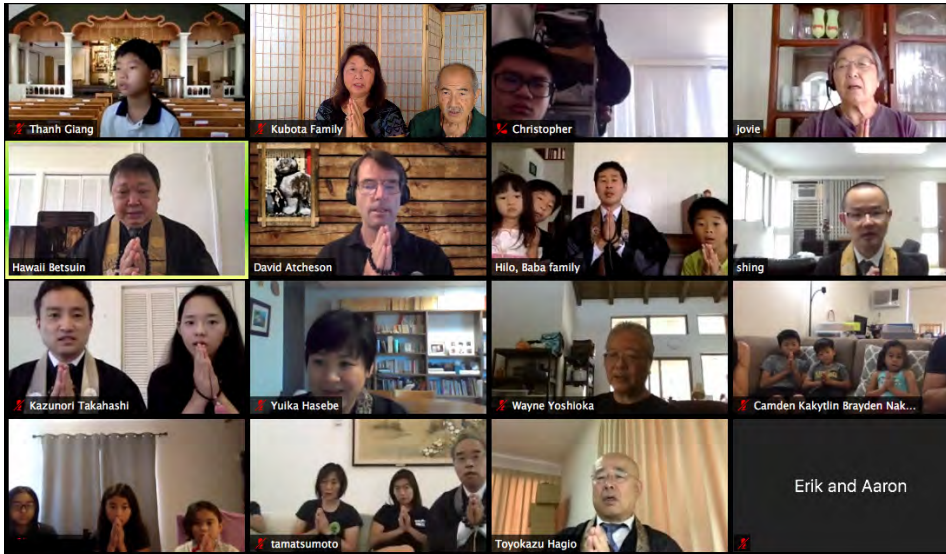 Thanh Giang
Kubota Family
Christopher
jovie
Hawaii Betsuin
David Atcheson
Hilo, Baba family
shing
Kazunori Takahashi
Yuika Hasebe
Wayne Yoshioka
Camden Kakytlin Brayden Nak...
tamatsumoto
Toyokazu Hagio
Erik and Aaron